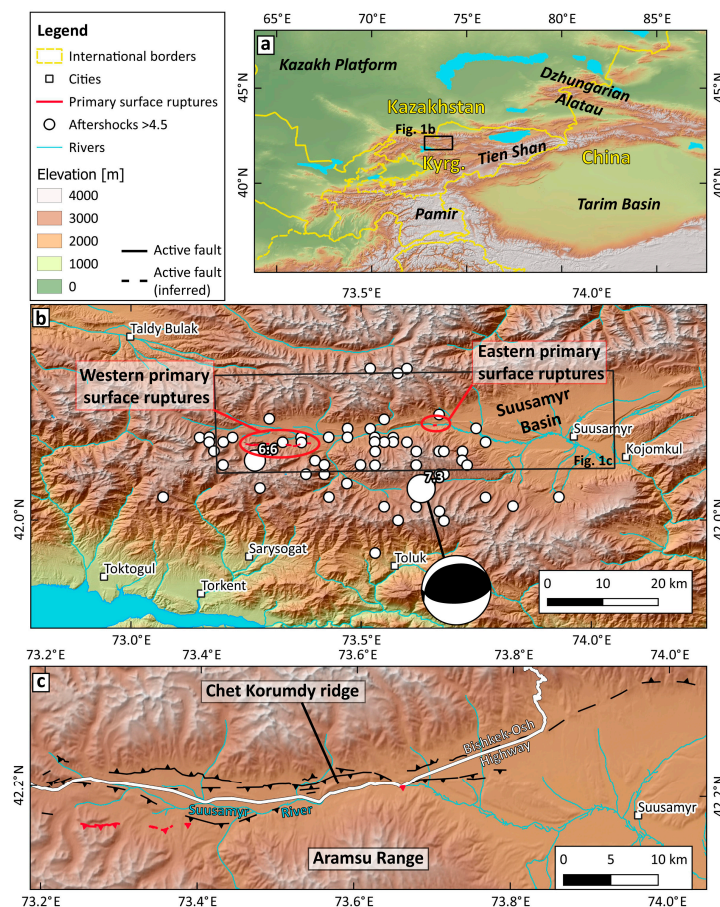 Legend
International borders
Cities
Primary surface ruptures
Aftershocks >4.5
Rivers
Elevation [m]
4000
3000
2000
1000
0
Active fault
Active fault
(inferred)
65°E
70°E
75°E
80°E
85°E
a
Kazakh Platform
Dzhungarian
Alatau
Kazakhstan
Fig. 1b
Kyrg.
Tien Shan
China
Pamir
Tarim Basin
45°N
40°N
45°N
40°N
73.5°E
74.0°E
b
Taldy Bulak
Western primary
surface ruptures
Eastern primary
surface ruptures
Suusamyr
Basin
Suusamyr
Kojomkul
Fig. 1c
6.6
7.3
Sarysogat
Toluk
Toktogul
Torkent
0
10
20 km
42.0°N
42.0°N
73.0°E
73.5°E
74.0°E
73.2°E
73.4°E
73.6°E
73.8°E
74.0°E
c
Chet Korumdy ridge
Bishkek-Osh
Highway
Suusamyr
River
Suusamyr
Aramsu Range
0
5
10 km
42.2°N
42.2°N
73.2°E
73.4°E
73.6°E
73.8°E
74.0°E